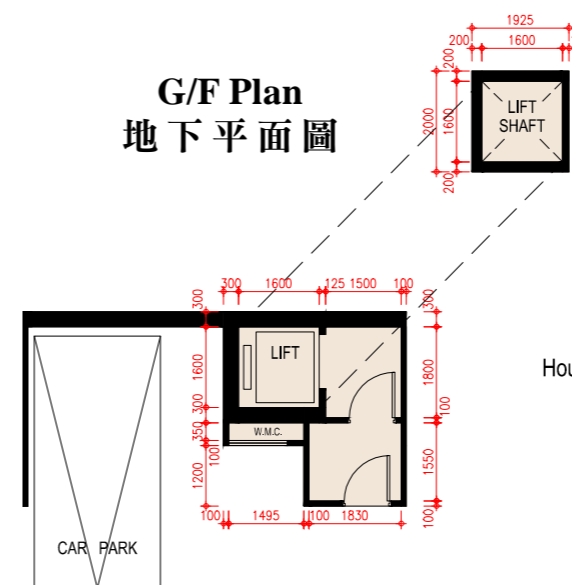 1925
200 1600
G/F Plan
地下平面圖
200
2000
1600
200
LIFT
SHAFT
300 1600 125 1500 100
300
300
1600
LIFT
1800
Hou
300
100
350
W.M.C.
100
1200
1550
100
100 1495 100 1830
CAR PARK